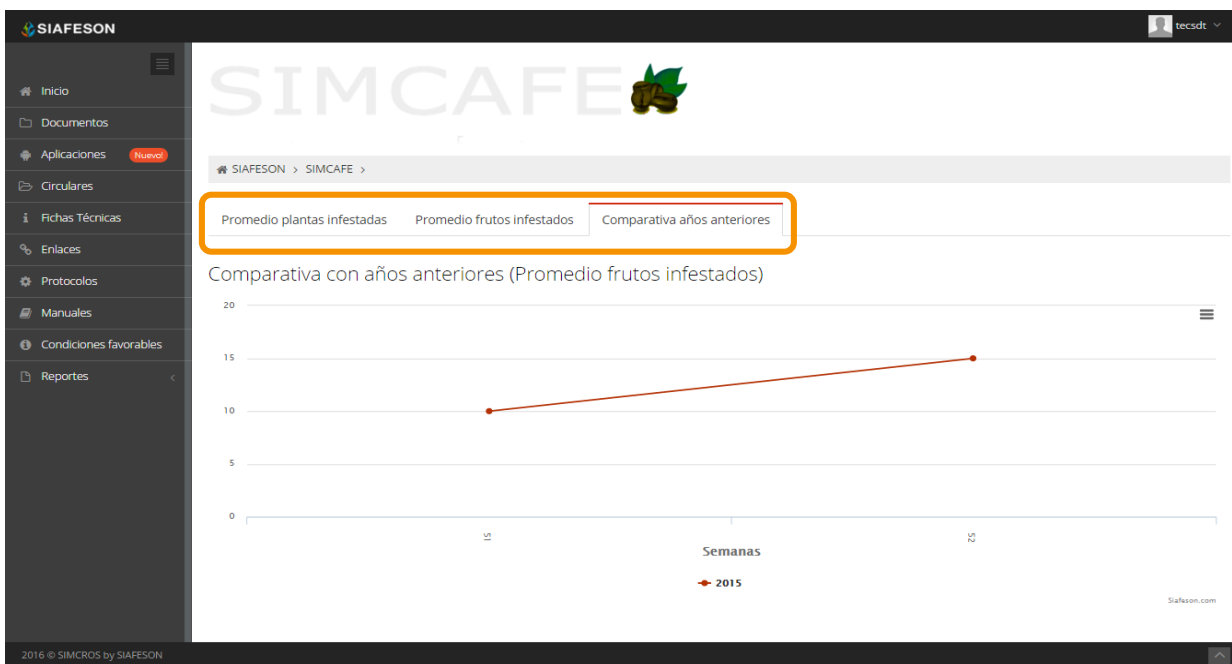 SIAFESON
tecsdt
Inicio
Documentos
Aplicaciones Nuevo!
Circulares
Fichas Técnicas
Enlaces
Protocolos
Manuales
Condiciones favorables
Reportes
SIMCAFE
SIAFESON > SIMCAFE >
Promedio plantas infestadas Promedio frutos infestados Comparativa años anteriores
Comparativa con años anteriores (Promedio frutos infestados)
20
15
10
5
0
51 52
Semanas
2015
Siafeson.com
2016 © SIMCROS by SIAFESON